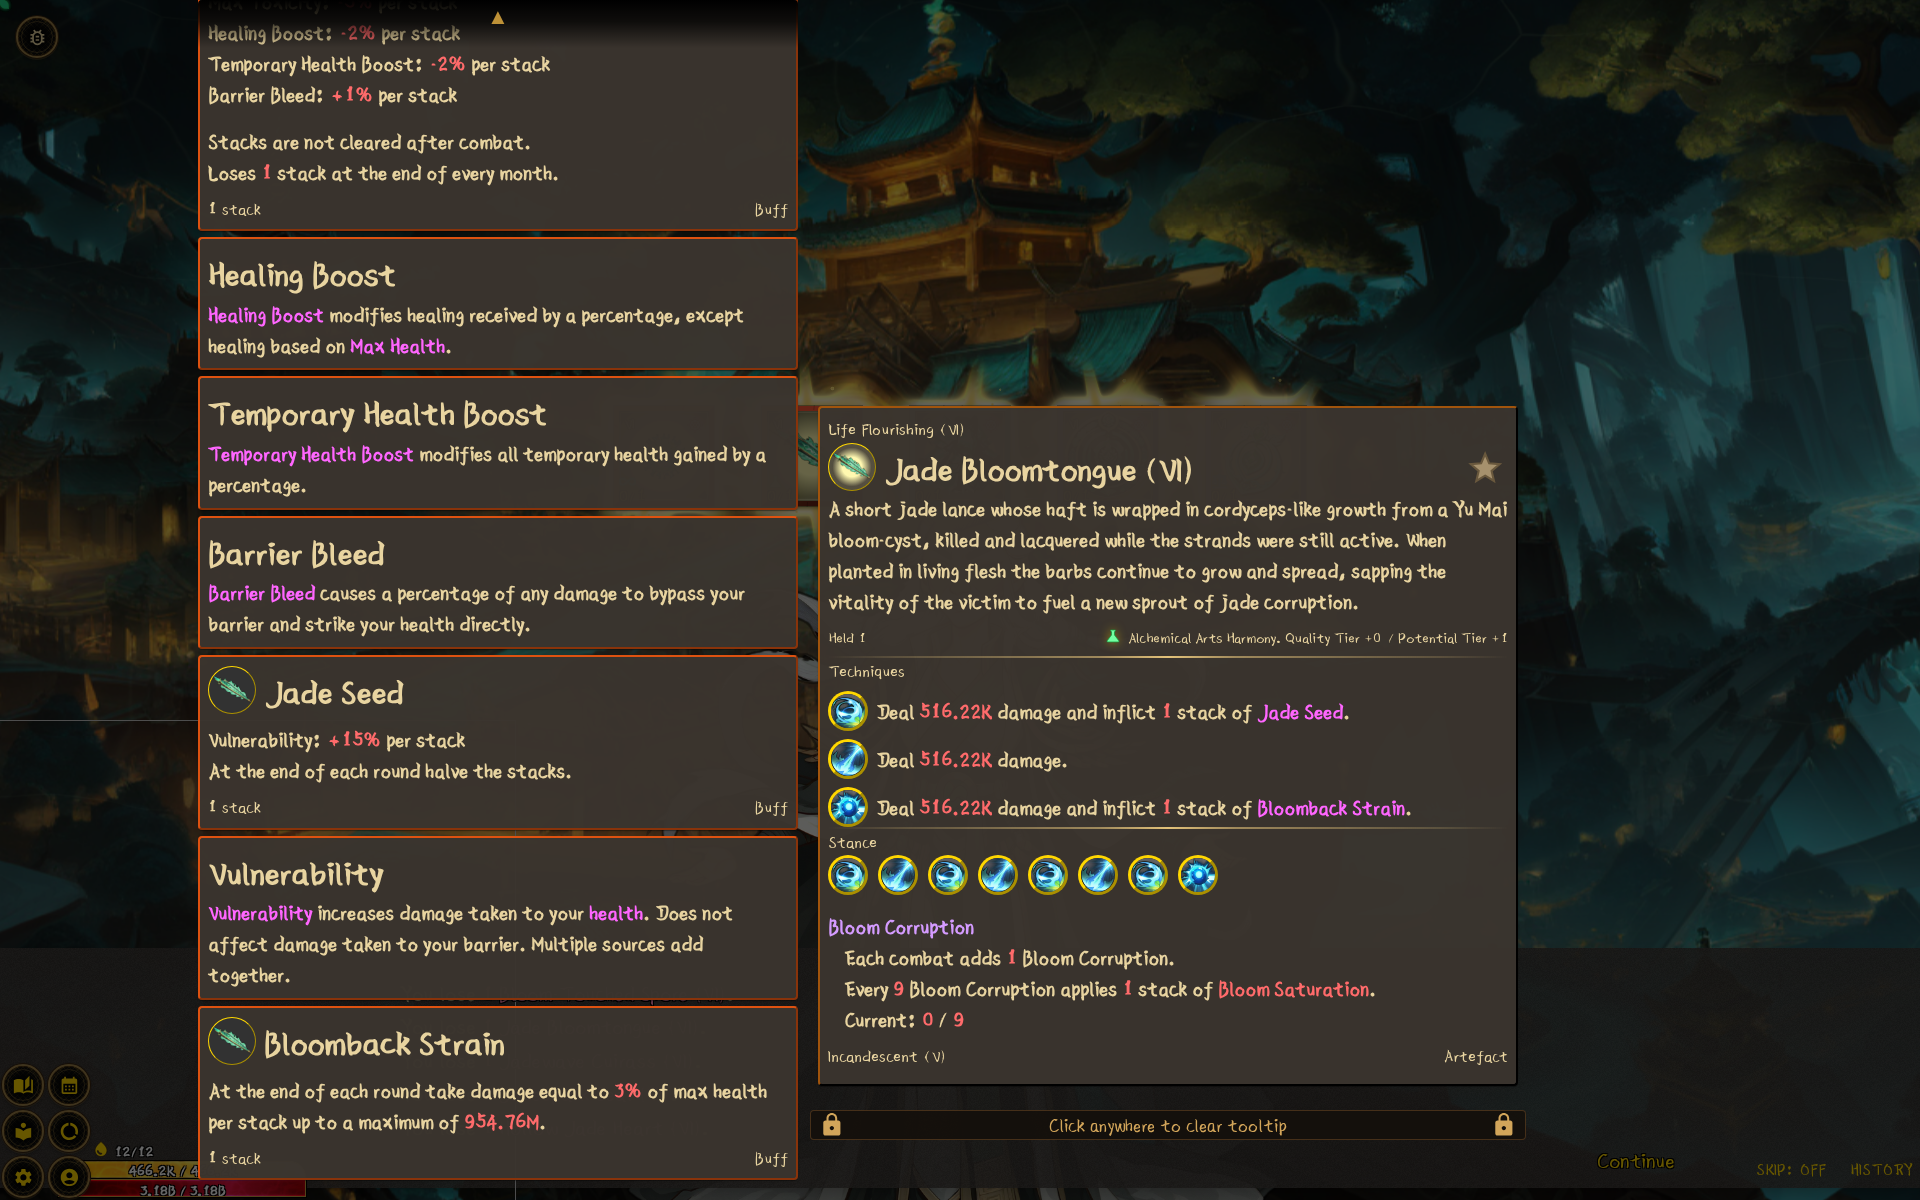 Healing Boost: -2% per stack
Temporary Health Boost: -2% per stack
Barrier Bleed: +1% per stack
Stacks are not cleared after combat.
Loses 1 stack at the end of every month.
1 stack
Buff
Healing Boost
Healing Boost modifies healing received by a percentage, except
healing based on Max Health.
Temporary Health Boost
Temporary Health Boost modifies all temporary health gained by a
percentage.
Barrier Bleed
Barrier Bleed causes a percentage of any damage to bypass your
barrier and strike your health directly.
Jade Seed
Vulnerability: +15% per stack
At the end of each round halve the stacks.
1 stack
Buff
Vulnerability
Vulnerability increases damage taken to your health. Does not
affect damage taken to your barrier. Multiple sources add
together.
Bloomback Strain
At the end of each round take damage equal to 3% of max health
per stack up to a maximum of 954.76M.
1 stack
Buff
Life Flourishing (VI)
Jade Bloomtongue (VI)
A short jade lance whose haft is wrapped in cordyceps-like growth from a Yu Mai
bloom-cyst, killed and lacquered while the strands were still active. When
planted in living flesh the barbs continue to grow and spread, sapping the
vitality of the victim to fuel a new sprout of jade corruption.
Held 1
Alchemical Arts Harmony. Quality Tier +0 / Potential Tier +1
Techniques
Deal 516.22K damage and inflict 1 stack of Jade Seed.
Deal 516.22K damage.
Deal 516.22K damage and inflict 1 stack of Bloomback Strain.
Stance
Bloom Corruption
Each combat adds 1 Bloom Corruption.
Every 9 Bloom Corruption applies 1 stack of Bloom Saturation.
Current: 0 / 9
Incandescent (V)
Artefact
Click anywhere to clear tooltip
12/12
466.2K / 4
3.18B / 3.18B
Continue
SKIP: OFF
HISTORY